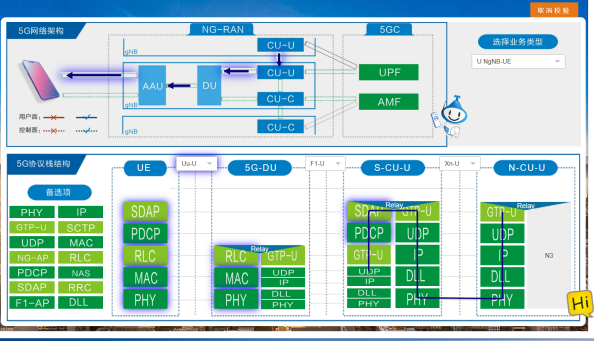 取消校验
5G网络架构
NG-RAN
5GC
选择业务类型
U NgNB-UE
gNB
CU-U
AAU
DU
CU-U
UPF
gNB
CU-C
AMF
用户面：
控制面：
gNB
CU-C
5G协议栈结构
UE
Uu-U
5G-DU
F1-U
S-CU-U
Xn-U
N-CU-U
备选项
PHY
IP
GTP-U
SCTP
UDP
MAC
NG-AP
RLC
PDCP
NAS
SDAP
RRC
F1-AP
DLL
SDAP
PDCP
RLC
MAC
PHY
Relay
RLC
GTP-U
MAC
UDP
IP
PHY
DLL
PHY
Relay
SDAP
GTP-U
PDCP
UDP
GTP-U
IP
UDP
IP
DLL
DLL
PHY
PHY
Relay
GTP-U
UDP
IP
DLL
PHY
N3
Hi